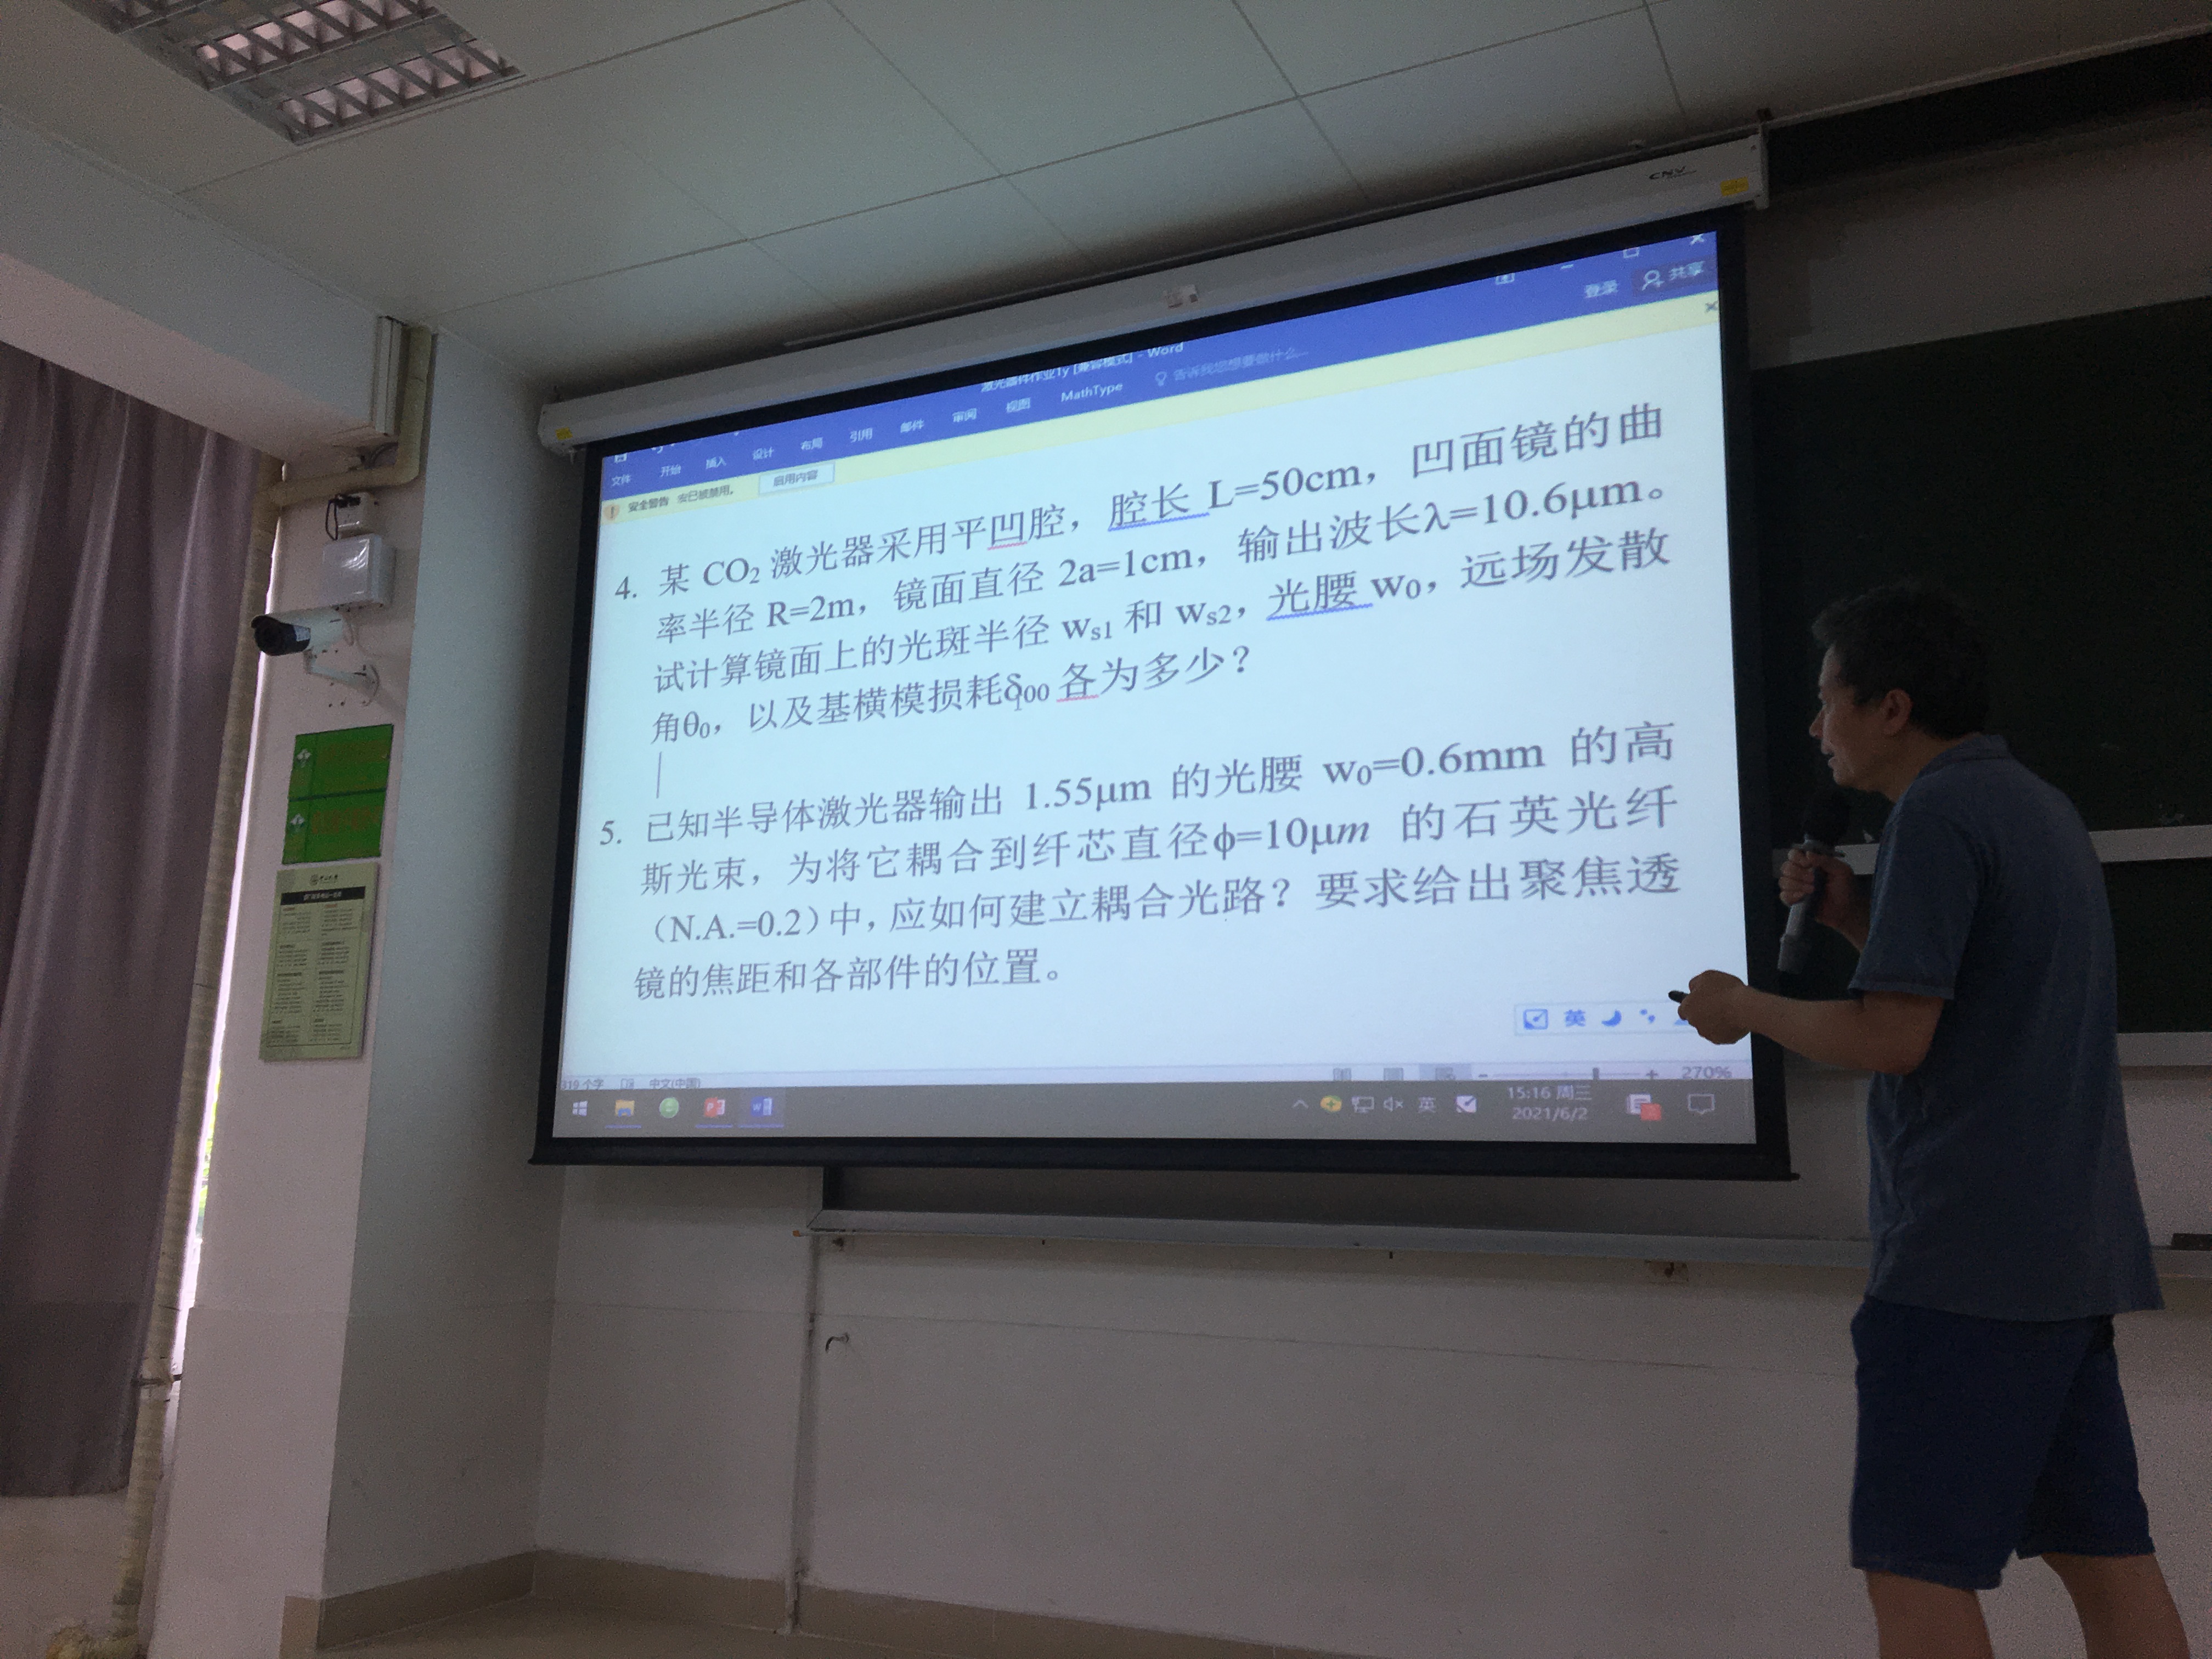 CNV
激光器件作业Ty [兼容模式] - Word
登录 共享
文件 开始 插入 设计 布局 引用 邮件 审阅 视图 MathType 告诉我您想要做什么...
安全警告 宏已被禁用。 启用内容
4. 某 CO₂ 激光器采用平凹腔，腔长 L=50cm，凹面镜的曲
率半径 R=2m，镜面直径 2a=1cm，输出波长λ=10.6μm。
试计算镜面上的光斑半径 ws1 和 ws2，光腰 w0，远场发散
角θ0，以及基横模损耗δ00 各为多少？
5. 已知半导体激光器输出 1.55μm 的光腰 w0=0.6mm 的高
斯光束，为将它耦合到纤芯直径ϕ=10μm 的石英光纤
（N.A.=0.2）中，应如何建立耦合光路？要求给出聚焦透
镜的焦距和各部件的位置。
英
319 个字 中文(中国) 270%
英 15:16 周三
2021/6/2